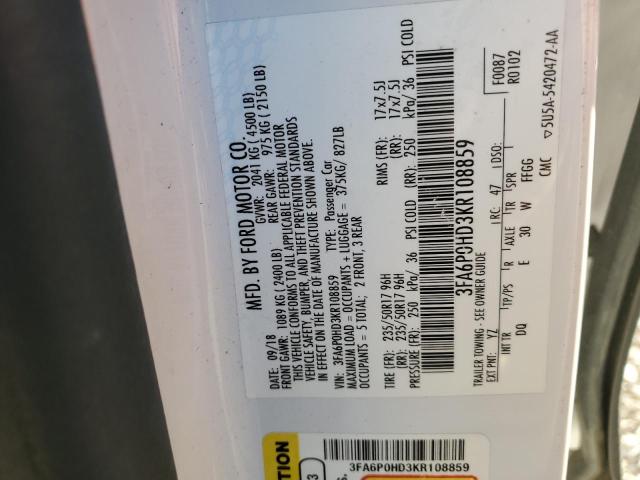 MFD. BY FORD MOTOR CO.
09/18 GVWR: 2041 KG ( 4500 LB)
FRONT GAWR: 1089 KG ( 2400 LB) REAR GAWR: 975 KG ( 2150 LB)
THIS VEHICLE CONFORMS TO ALL APPLICABLE FEDERAL MOTOR
VEHICLE SAFETY, BUMPER, AND THEFT PREVENTION STANDARDS
IN EFFECT ON THE DATE OF MANUFACTURE SHOWN ABOVE.
VIN: 3FA6P0HD3KR108859 TYPE: Passenger Car
MAXIMUM LOAD = OCCUPANTS + LUGGAGE = 375KG/ 827LB
OCCUPANTS = 5 TOTAL: 2 FRONT, 3 REAR
TIRE (FR): 235/50R17 96H RIMS (FR): 17x7.5J
(RR): 235/50R17 96H (RR): 17x7.5J
PRESSURE (FR): 250 kPa/ 36 PSI COLD (RR): 250 kPa/ 36 PSI COLD
3FA6P0HD3KR108859
TRAILER TOWING - SEE OWNER GUIDE
EXT PNT: YZ RC: 47 DSO: F0087
R0102
INT TR TP/PS R AXLE TR SPR
DQ E 30 W FFGG
CMC
▽5U5A-5420472-AA
3FA6P0HD3KR108859